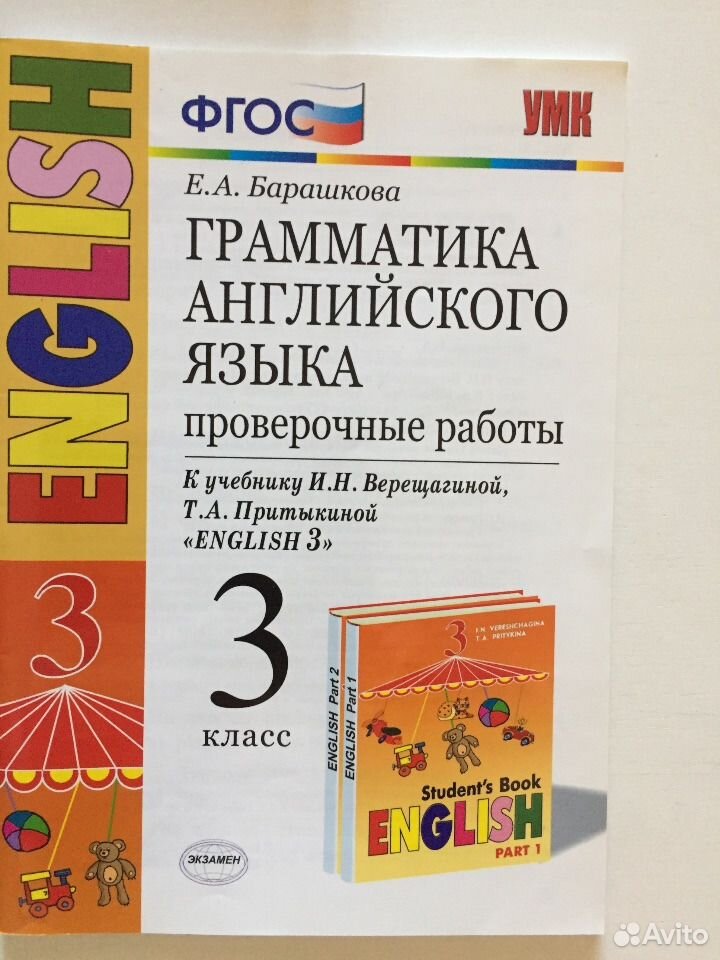 ENGLISH
ФГОС
УМК
Е.А. Барашкова
ГРАММАТИКА
АНГЛИЙСКОГО
ЯЗЫКА
проверочные работы
К учебнику И.Н. Верещагиной,
Т.А. Притыкиной
«ENGLISH 3»
3
3
класс
ЭКЗАМЕН
ENGLISH Part 2
ENGLISH Part 1
3
I.N. VERESHCHAGINA
T.A. PRITYKINA
Student's Book
ENGLISH
PART 1
Avito